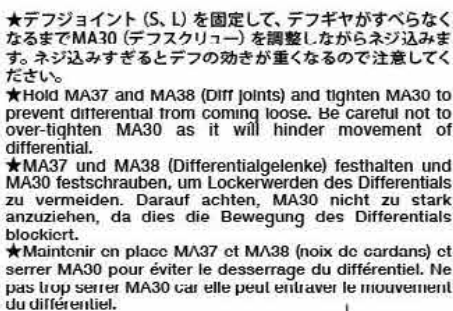 ★デフジョイント (S、L) を固定して、デフギヤがすべらなく
なるまでMA30 (デフスクリュー) を調整しながらネジ込みま
す。ネジ込みすぎるとデフの効きが重くなるので注意してく
ださい。
★Hold MA37 and MA38 (Diff joints) and tighten MA30 to
prevent differential from coming loose. Be careful not to
over-tighten MA30 as it will hinder movement of
differential.
★MA37 und MA38 (Differentialgelenke) festhalten und
MA30 festschrauben, um Lockerwerden des Differentials
zu vermeiden. Darauf achten, MA30 nicht zu stark
anzuziehen, da dies die Bewegung des Differentials
blockiert.
★Maintenir en place MA37 et MA38 (noix de cardans) et
serrer MA30 pour éviter le desserrage du différentiel. Ne
pas trop serrer MA30 car elle peut entraver le mouvement
du différentiel.